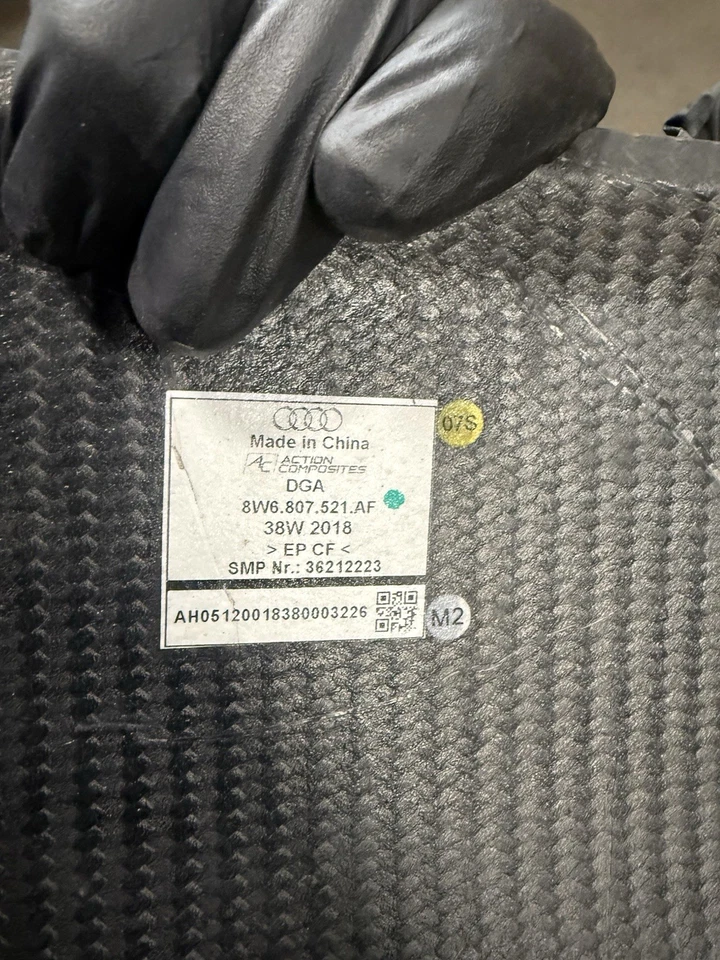 07S
Made in China
AC ACTION
COMPOSITES
DGA
8W6.807.521.AF
38W 2018
> EP CF <
SMP Nr.: 36212223
AH05120018380003226
M2